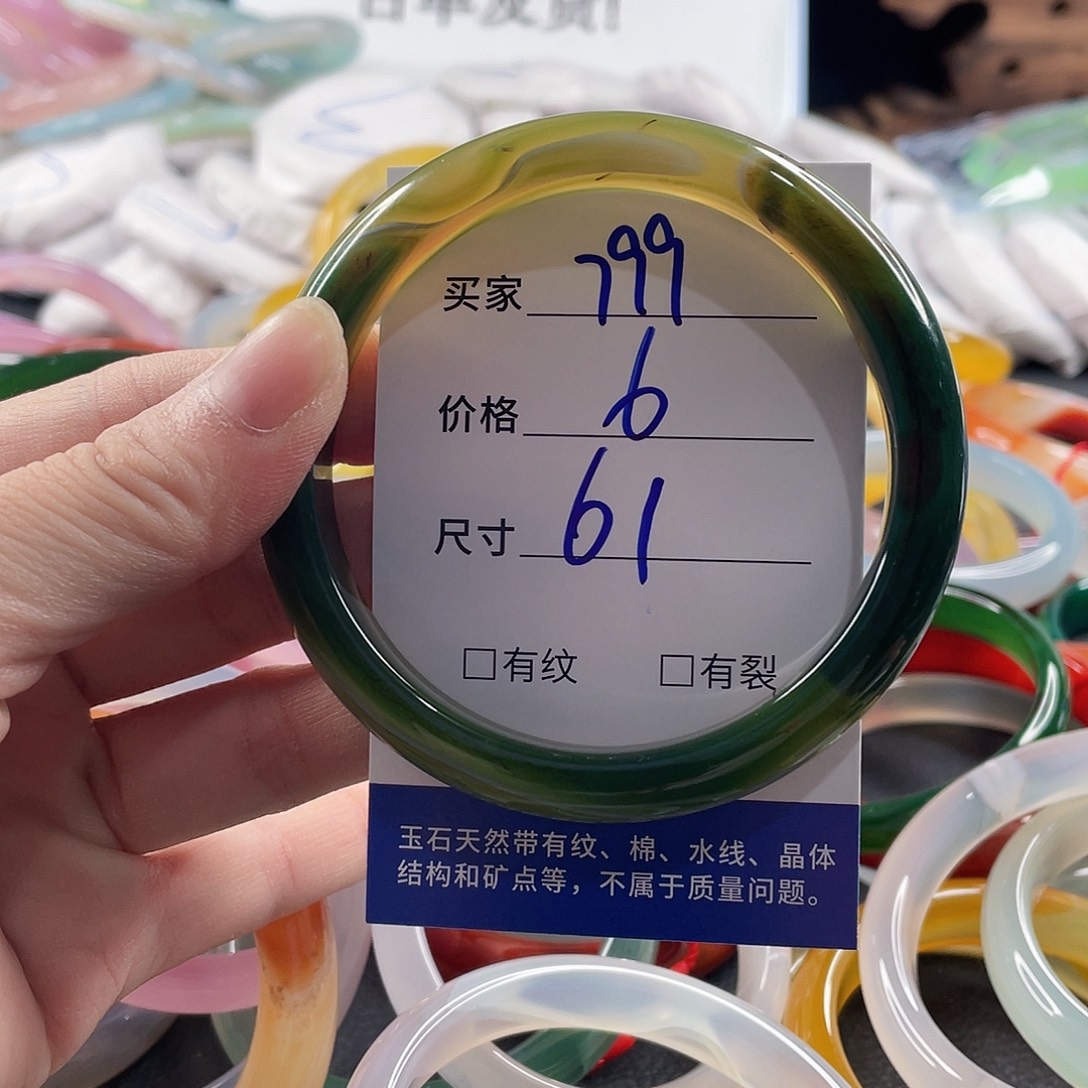 买家 799
价格 6
尺寸 61
□有纹 □有裂
玉石天然带有纹、棉、水线、晶体
结构和矿点等，不属于质量问题。